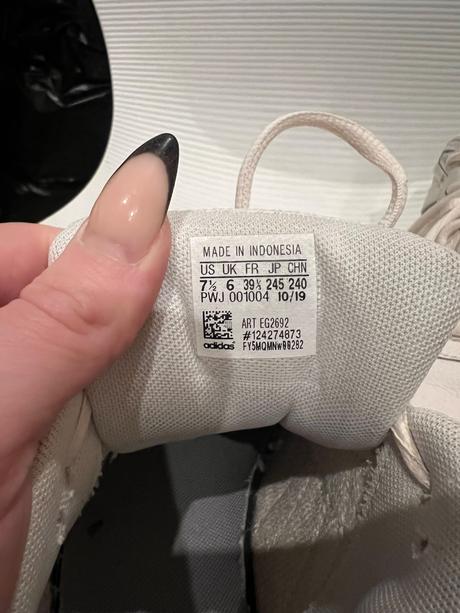 MADE IN INDONESIA
US UK FR JP CHN
7½ 6 39⅓ 245 240
PWJ 001004 10/19
ART EG2692
#124274873
adidas FY5MQMNW00282